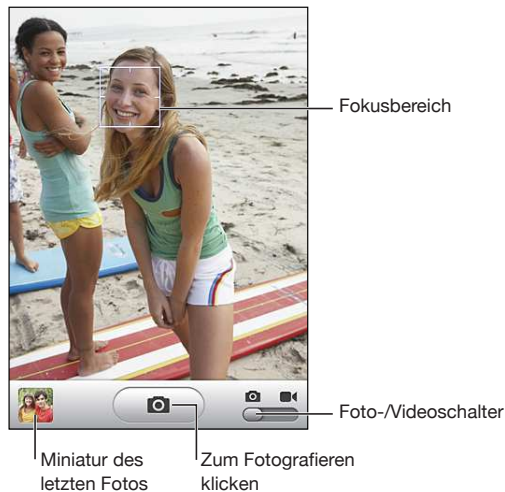 Fokusbereich
Foto-/Videoschalter
Miniatur des
letzten Fotos
Zum Fotografieren
klicken